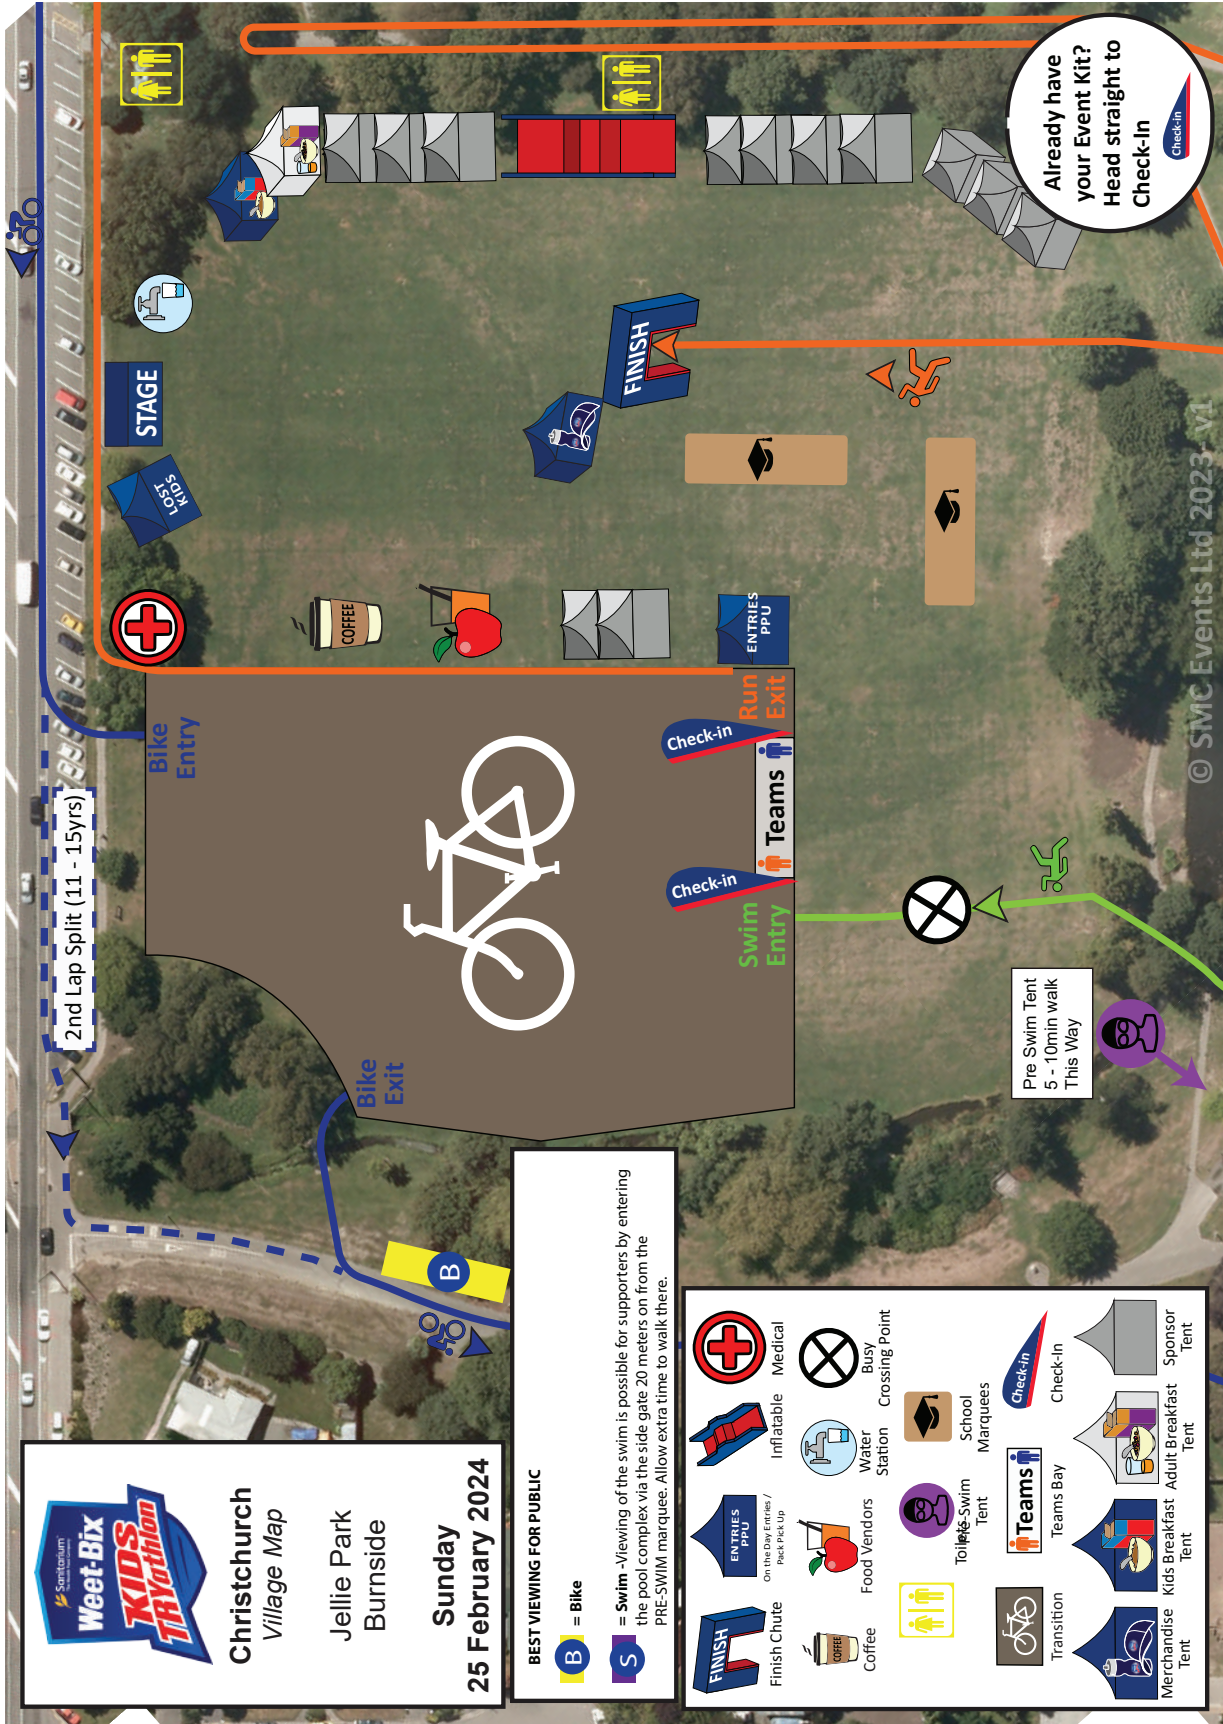 Sanitarium
Weet-Bix
KIDS
TRYathlon
Christchurch
Village Map
Jellie Park
Burnside
Sunday
25 February 2024
BEST VIEWING FOR PUBLIC
B = Bike
S = Swim -Viewing of the swim is possible for supporters by entering
the pool complex via the side gate 20 meters on from the
PRE-SWIM marquee. Allow extra time to walk there.
FINISH
Finish Chute
ENTRIES
PPU
On the Day Entries /
Pack Pick Up
Inflatable
Medical
COFFEE
Coffee
Food Vendors
Water
Station
Busy
Crossing Point
Toilets
Pre-Swim
Tent
School
Marquees
Transition
Teams
Teams Bay
Check-in
Check-In
Merchandise
Tent
Kids Breakfast
Tent
Adult Breakfast
Tent
Sponsor
Tent
2nd Lap Split (11 - 15yrs)
B
Bike
Exit
Bike
Entry
Swim
Entry
Check-in
Teams
Check-in
Run
Exit
Pre Swim Tent
5 - 10min walk
This Way
LOST
KIDS
STAGE
COFFEE
ENTRIES
PPU
FINISH
Already have
your Event Kit?
Head straight to
Check-In
Check-in
© SMC Events Ltd 2023 v1